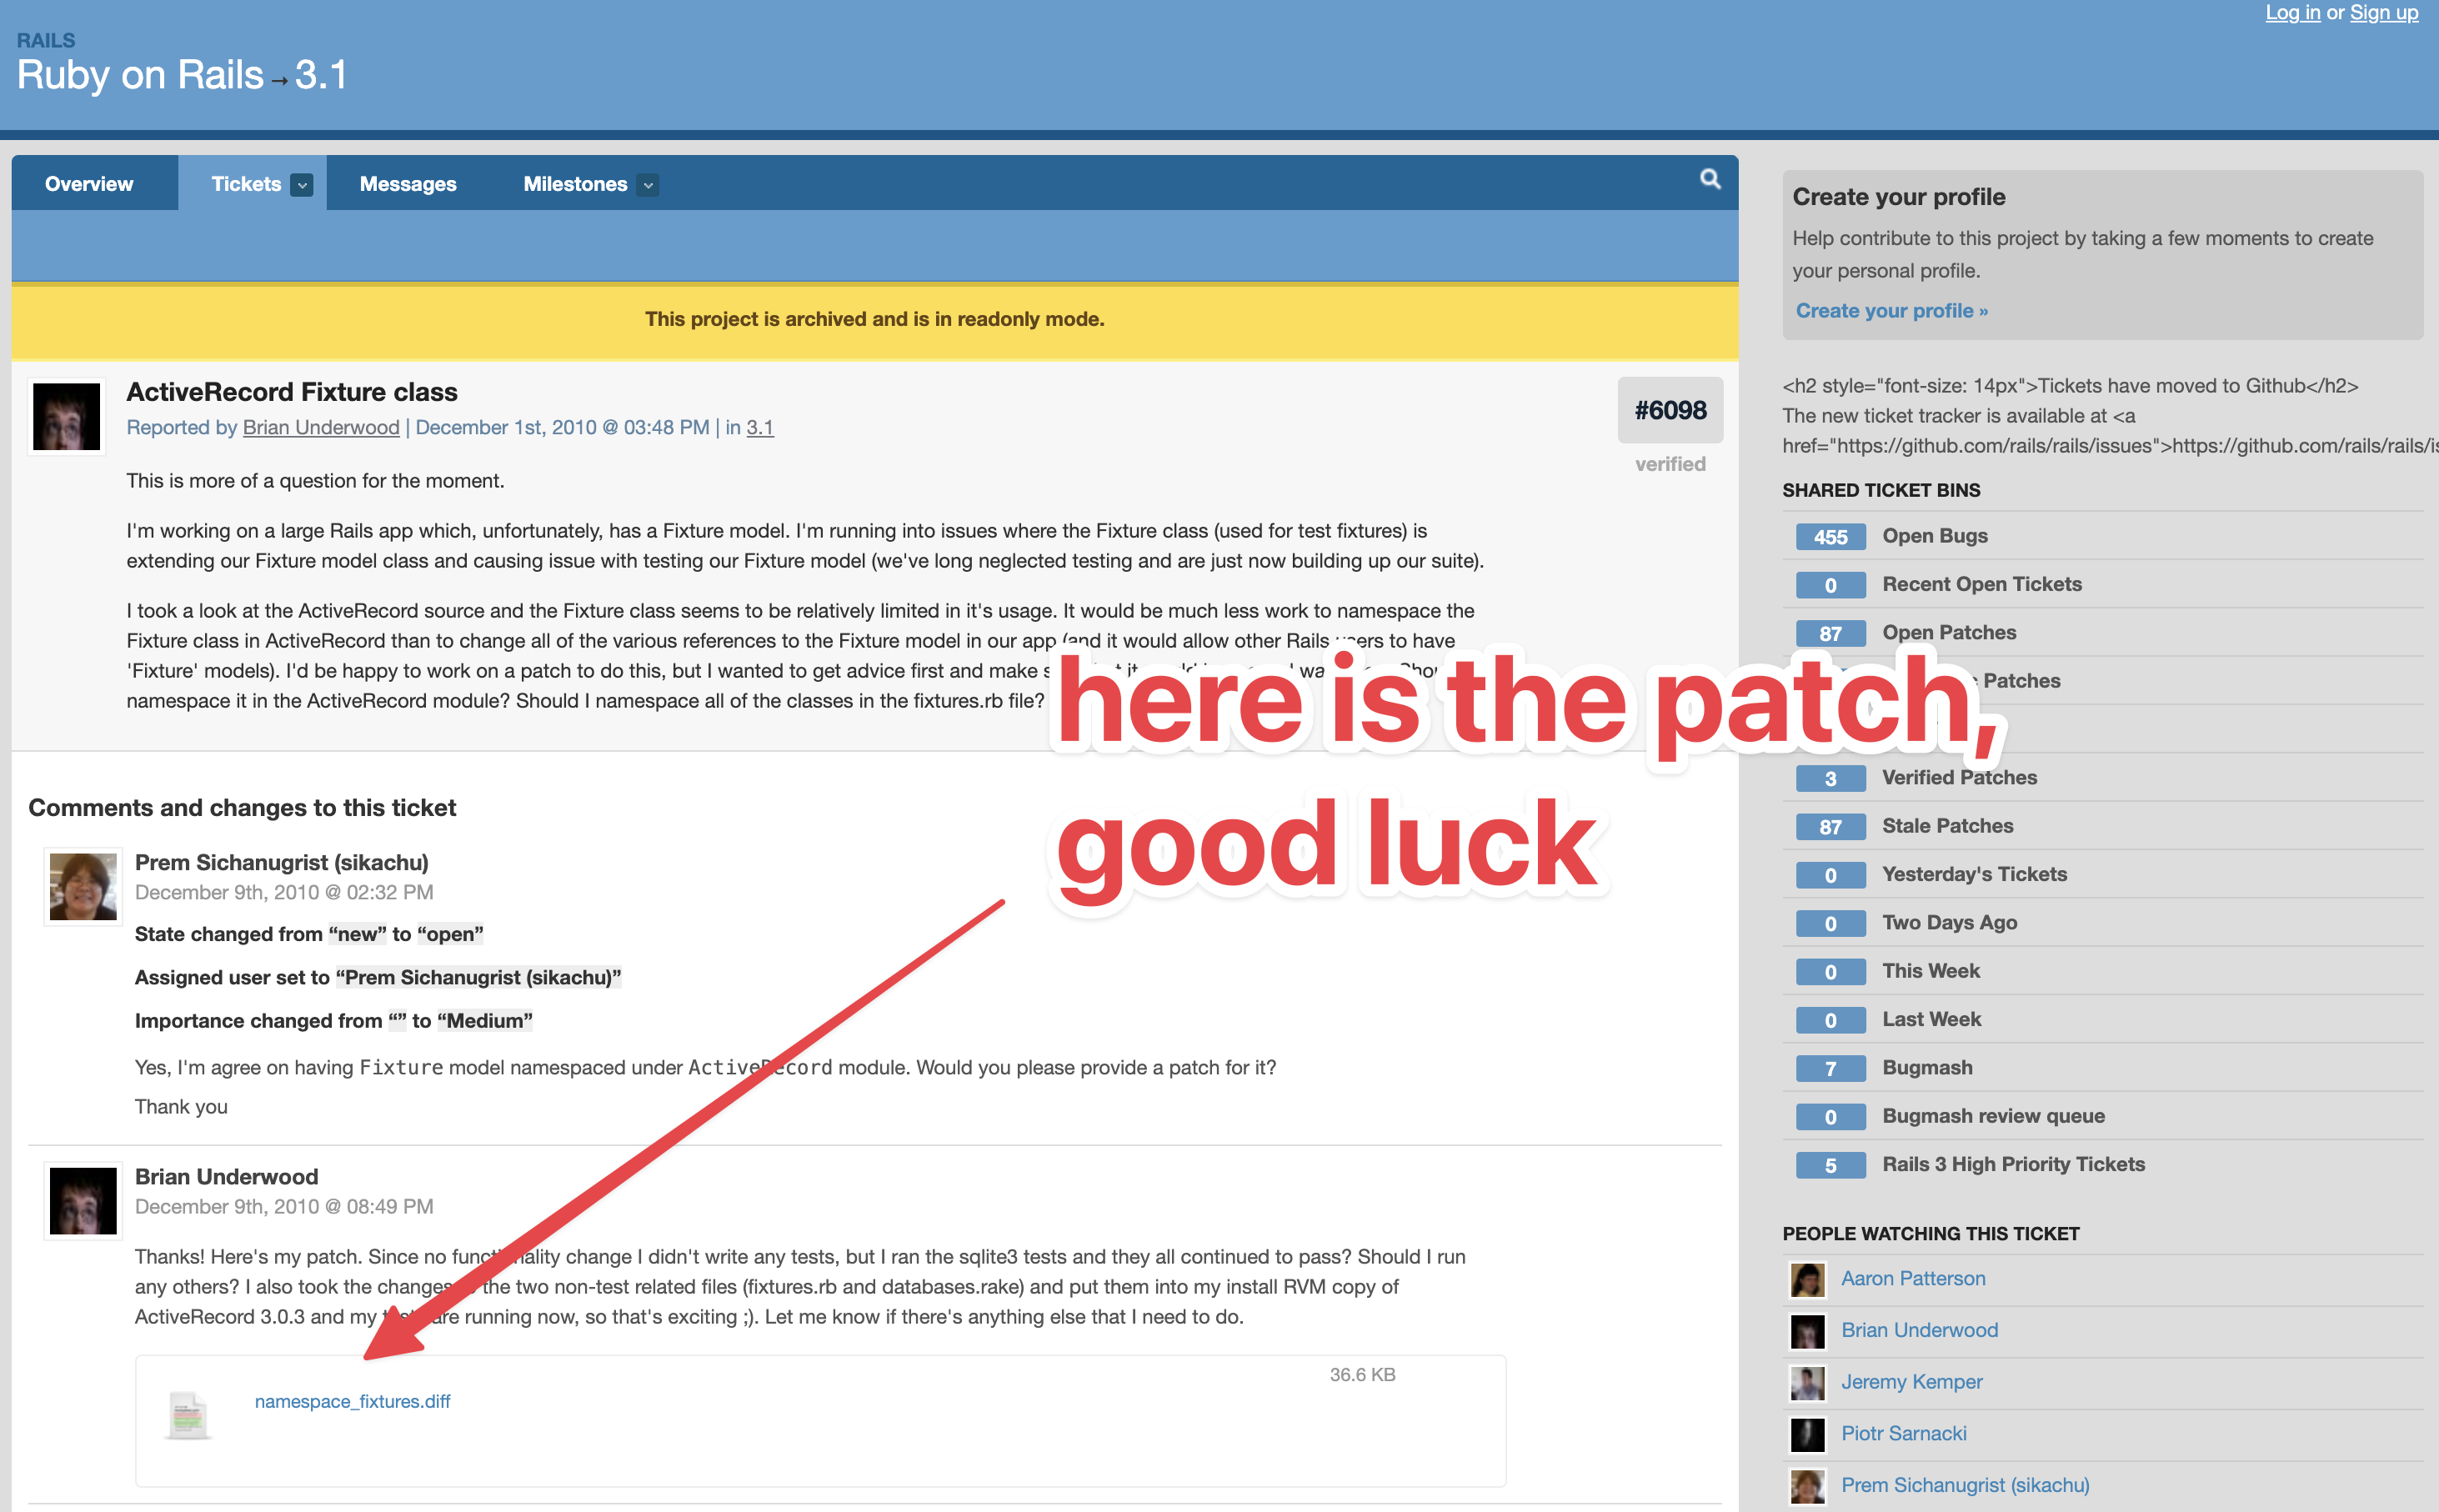 Log in or Sign up
RAILS
Ruby on Rails → 3.1
Overview
Tickets
Messages
Milestones
This project is archived and is in readonly mode.
ActiveRecord Fixture class
Reported by Brian Underwood | December 1st, 2010 @ 03:48 PM | in 3.1
#6098
verified
This is more of a question for the moment.
I'm working on a large Rails app which, unfortunately, has a Fixture model. I'm running into issues where the Fixture class (used for test fixtures) is
extending our Fixture model class and causing issue with testing our Fixture model (we've long neglected testing and are just now building up our suite).
I took a look at the ActiveRecord source and the Fixture class seems to be relatively limited in it's usage. It would be much less work to namespace the
Fixture class in ActiveRecord than to change all of the various references to the Fixture model in our app (and it would allow other Rails users to have
'Fixture' models). I'd be happy to work on a patch to do this, but I wanted to get advice first and make
namespace it in the ActiveRecord module? Should I namespace all of the classes in the fixtures.rb file?
here is the patch,
good luck
Comments and changes to this ticket
Prem Sichanugrist (sikachu)
December 9th, 2010 @ 02:32 PM
State changed from “new” to “open”
Assigned user set to “Prem Sichanugrist (sikachu)”
Importance changed from “” to “Medium”
Yes, I'm agree on having Fixture model namespaced under ActiveRecord module. Would you please provide a patch for it?
Thank you
Brian Underwood
December 9th, 2010 @ 08:49 PM
Thanks! Here's my patch. Since no functionality change I didn't write any tests, but I ran the sqlite3 tests and they all continued to pass? Should I run
any others? I also took the changes the two non-test related files (fixtures.rb and databases.rake) and put them into my install RVM copy of
ActiveRecord 3.0.3 and my tests are running now, so that's exciting ;). Let me know if there's anything else that I need to do.
36.6 KB
namespace_fixtures.diff
Create your profile
Help contribute to this project by taking a few moments to create
your personal profile.
Create your profile »
<h2 style="font-size: 14px">Tickets have moved to Github</h2>
The new ticket tracker is available at <a
href="https://github.com/rails/rails/issues">https://github.com/rails/rails/is
SHARED TICKET BINS
455 Open Bugs
0 Recent Open Tickets
87 Open Patches
Patches
3 Verified Patches
87 Stale Patches
0 Yesterday's Tickets
0 Two Days Ago
0 This Week
0 Last Week
7 Bugmash
0 Bugmash review queue
5 Rails 3 High Priority Tickets
PEOPLE WATCHING THIS TICKET
Aaron Patterson
Brian Underwood
Jeremy Kemper
Piotr Sarnacki
Prem Sichanugrist (sikachu)